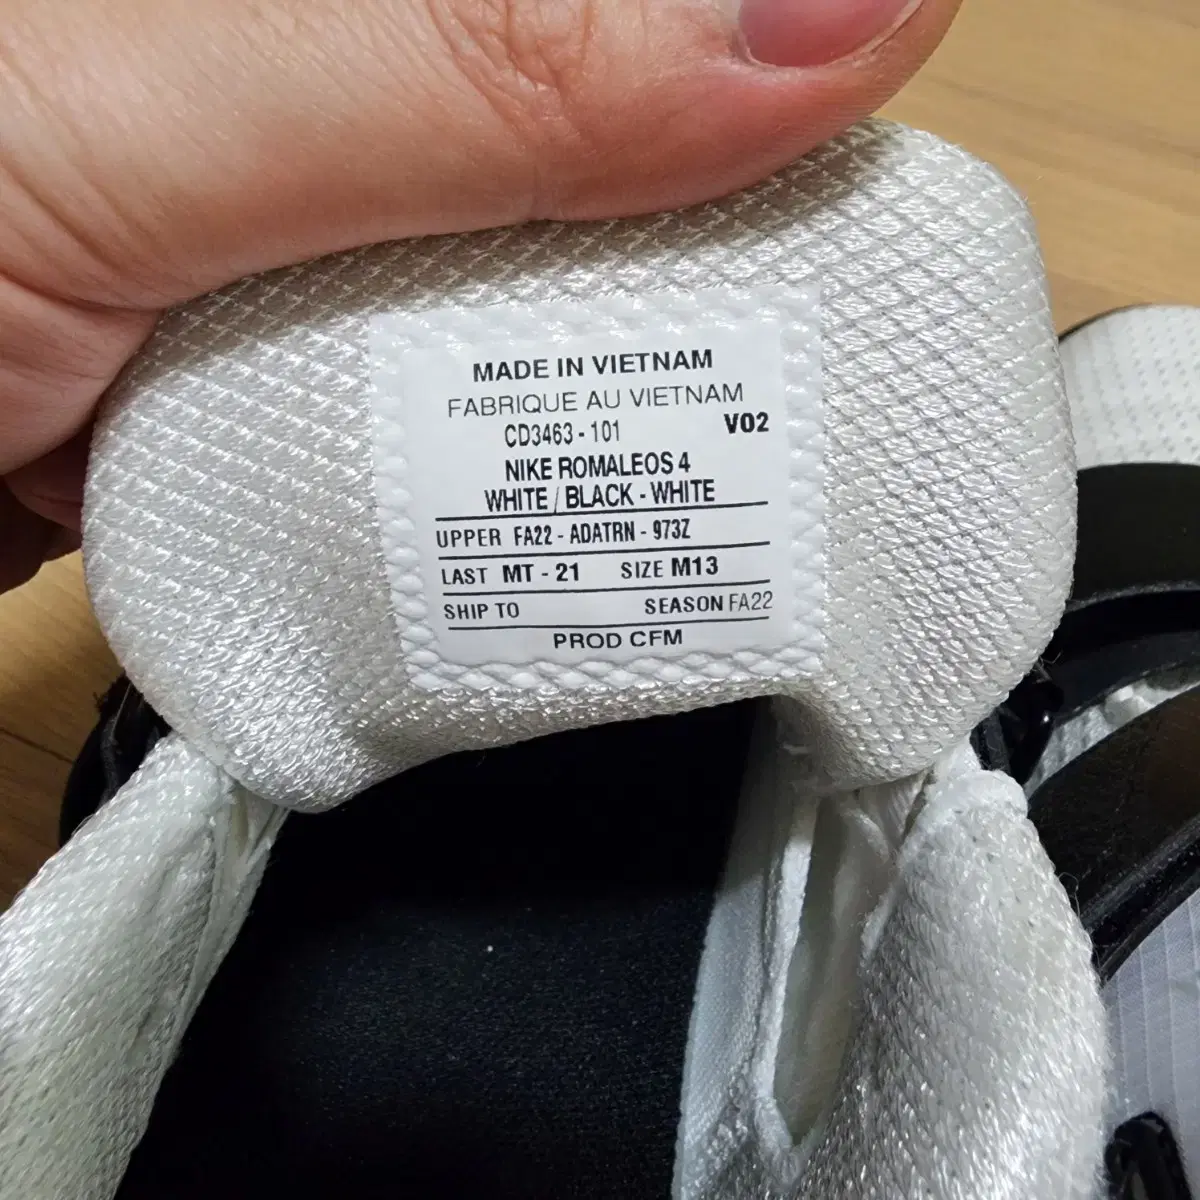 MADE IN VIETNAM
FABRIQUE AU VIETNAM
CD3463 - 101 V02
NIKE ROMALEOS 4
WHITE / BLACK - WHITE
UPPER FA22 - ADATRN - 973Z
LAST MT - 21 SIZE M13
SHIP TO SEASON FA22
PROD CFM